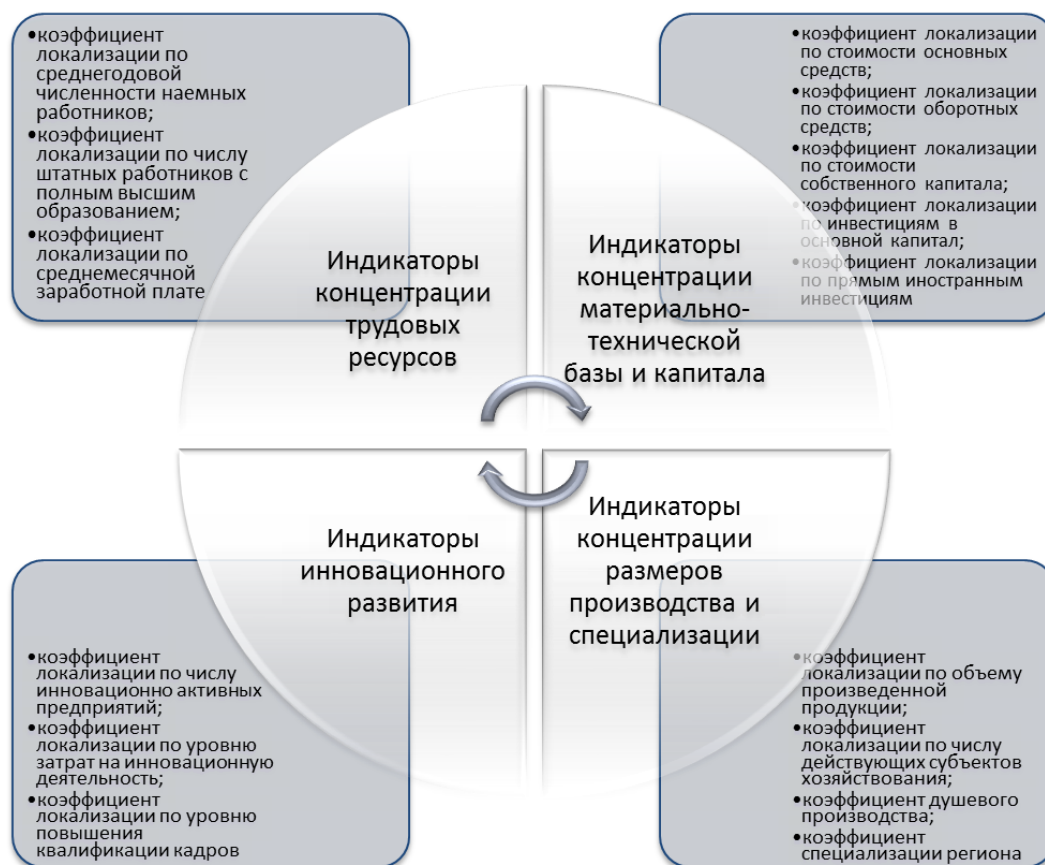 •коэффициент
локализации по
среднегодовой
численности наемных
работников;
•коэффициент
локализации по числу
штатных работников с
полным высшим
образованием;
•коэффициент
локализации по
среднемесячной
заработной плате
•коэффициент локализации
по стоимости основных
средств;
•коэффициент локализации
по стоимости оборотных
средств;
•коэффициент локализации
по стоимости
собственного капитала;
•коэффициент локализации
по инвестициям в
основной капитал;
•коэффициент локализации
по прямым иностранным
инвестициям
Индикаторы
концентрации
трудовых
ресурсов
Индикаторы
концентрации
материально-
технической
базы и капитала
Индикаторы
инновационного
развития
Индикаторы
концентрации
размеров
производства и
специализации
•коэффициент
локализации по числу
инновационно активных
предприятий;
•коэффициент
локализации по уровню
затрат на инновационную
деятельность;
•коэффициент
локализации по уровню
повышения
квалификации кадров
•коэффициент
локализации по объему
произведенной
продукции;
•коэффициент
локализации по числу
действующих субъектов
хозяйствования;
•коэффициент душевого
производства;
•коэффициент
специализации региона